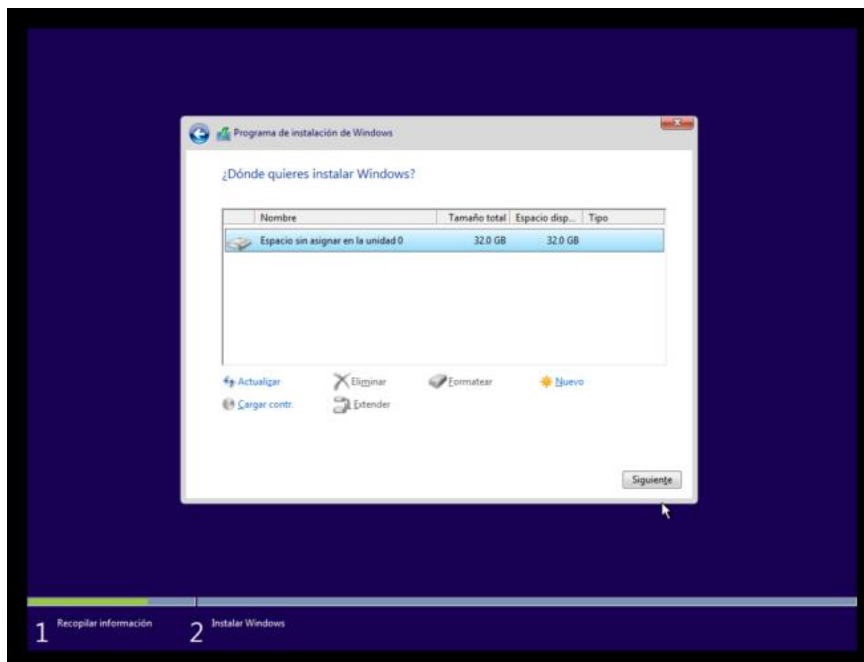 Programa de instalación de Windows
¿Dónde quieres instalar Windows?
Nombre Tamaño total Espacio disp... Tipo
Espacio sin asignar en la unidad 0 32.0 GB 32.0 GB
Actualizar Eliminar Formatear Nuevo
Cargar contr. Extender
Siguiente
1 Recopilar información 2 Instalar Windows